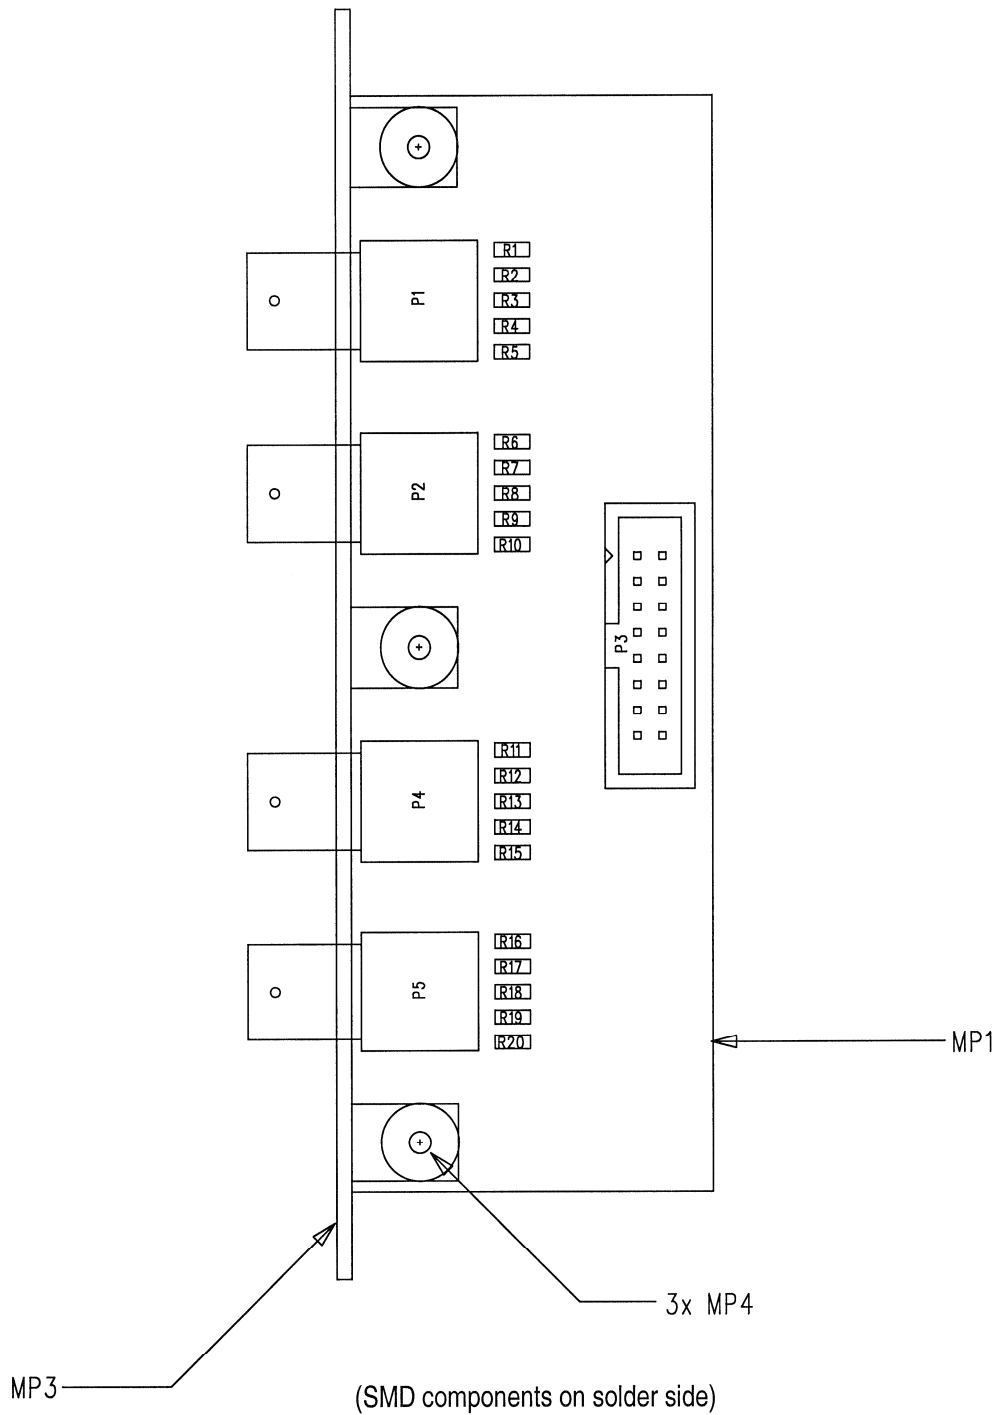 P1
R1
R2
R3
R4
R5
P2
R6
R7
R8
R9
R10
P3
P4
R11
R12
R13
R14
R15
P5
R16
R17
R18
R19
R20
MP1
3x MP4
MP3
(SMD components on solder side)